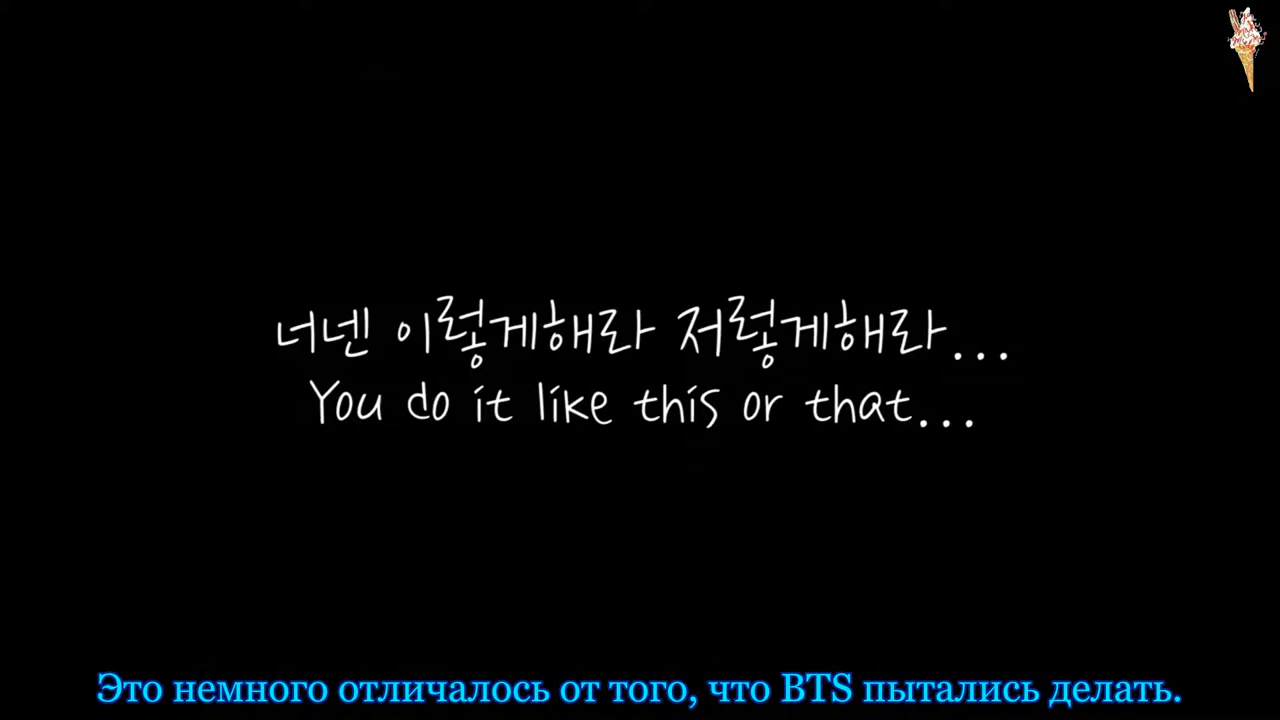 너넨 이렇게해라 저렇게해라...
You do it like this or that...
Это немного отличалось от того, что BTS пытались делать.